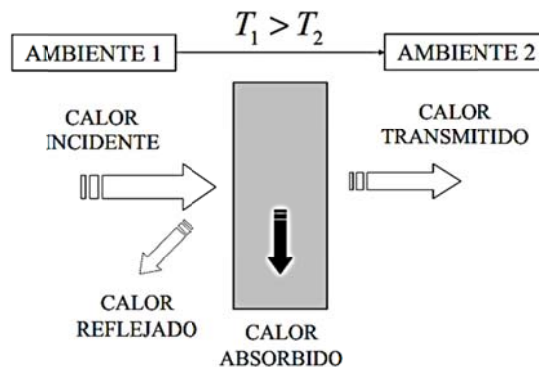 T₁ > T₂
AMBIENTE 1
AMBIENTE 2
CALOR
INCIDENTE
CALOR
TRANSMITIDO
CALOR
REFLEJADO
CALOR
ABSORBIDO